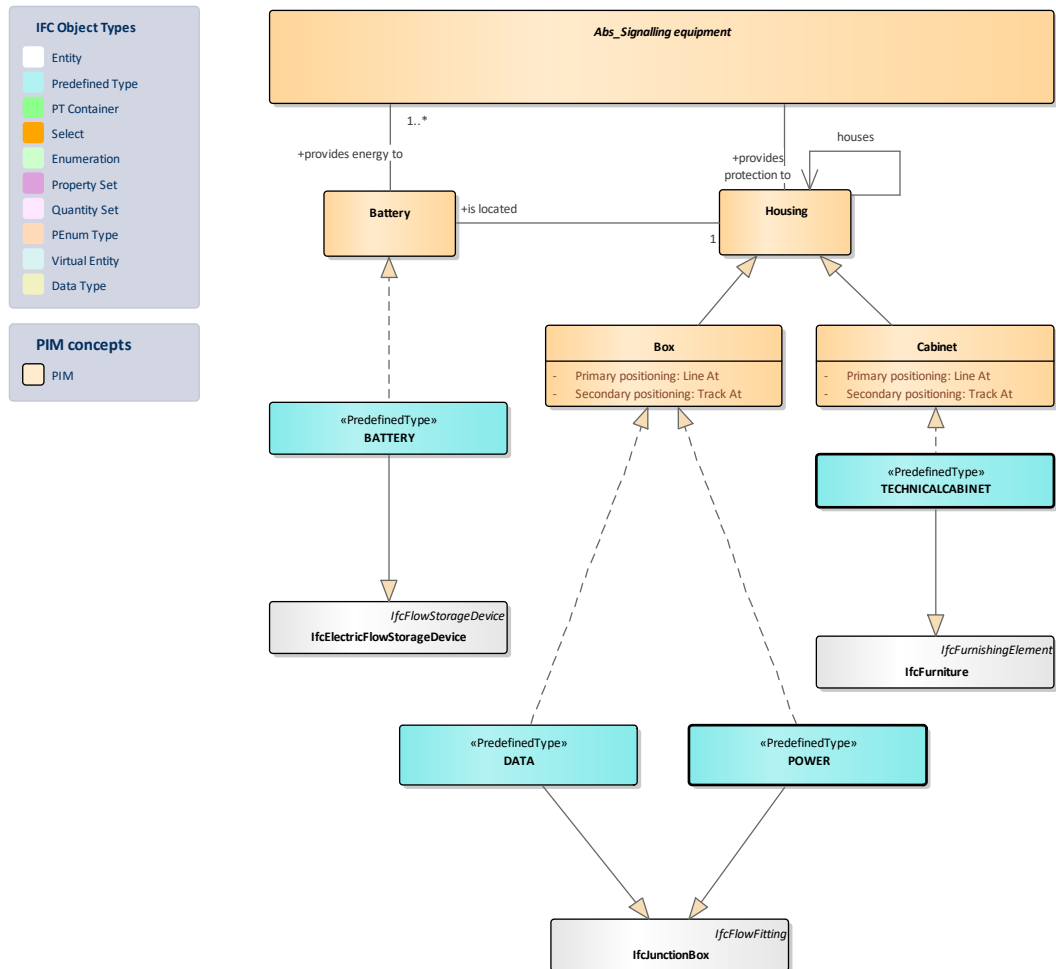 IFC Object Types
Entity
Predefined Type
PT Container
Select
Enumeration
Property Set
Quantity Set
PEnum Type
Virtual Entity
Data Type
PIM concepts
PIM
Abs_Signalling equipment
1..*
+provides energy to
houses
+provides
protection to
Battery
+is located
1
Housing
Box
- Primary positioning: Line At
- Secondary positioning: Track At
Cabinet
- Primary positioning: Line At
- Secondary positioning: Track At
«PredefinedType»
BATTERY
«PredefinedType»
TECHNICALCABINET
IfcFlowStorageDevice
IfcElectricFlowStorageDevice
IfcFurnishingElement
IfcFurniture
«PredefinedType»
DATA
«PredefinedType»
POWER
IfcFlowFitting
IfcJunctionBox